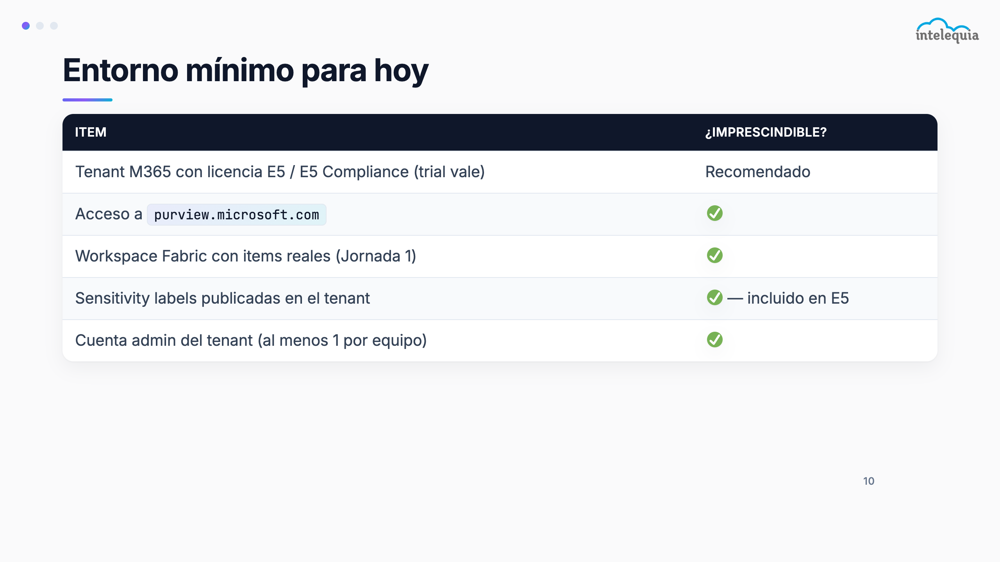 intelequia
Entorno mínimo para hoy
ITEM ¿IMPRESCINDIBLE?
Tenant M365 con licencia E5 / E5 Compliance (trial vale) Recomendado
Acceso a purview.microsoft.com ✅
Workspace Fabric con items reales (Jornada 1) ✅
Sensitivity labels publicadas en el tenant ✅ — incluido en E5
Cuenta admin del tenant (al menos 1 por equipo) ✅
10